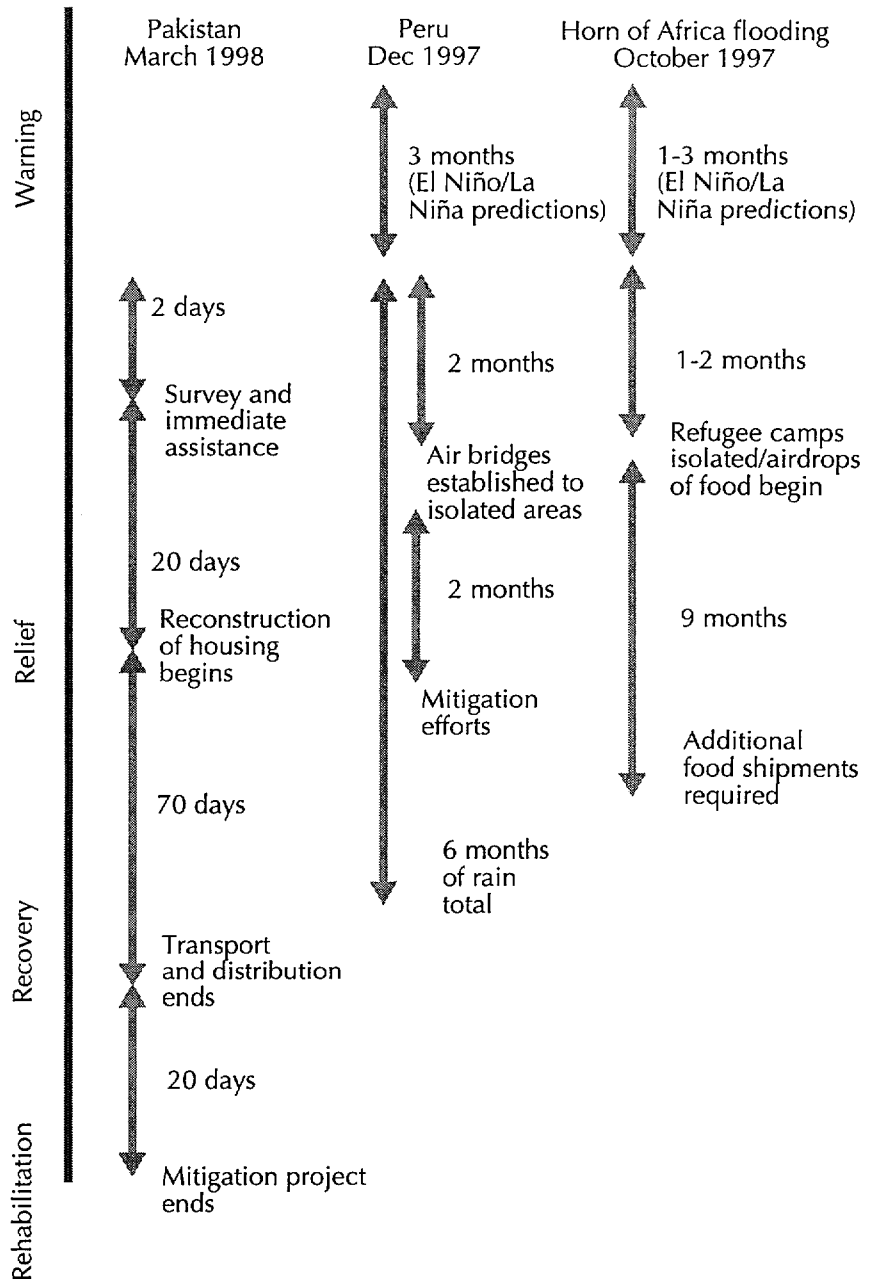 Pakistan
March 1998
Peru
Dec 1997
Horn of Africa flooding
October 1997
Warning
3 months
(El Niño/La
Niña predictions)
1-3 months
(El Niño/La
Niña predictions)
2 days
Survey and
immediate
assistance
20 days
Reconstruction
of housing
begins
70 days
Transport
and distribution
ends
20 days
Mitigation project
ends
2 months
Air bridges
established to
isolated areas
2 months
Mitigation
efforts
6 months
of rain
total
1-2 months
Refugee camps
isolated/airdrops
of food begin
9 months
Additional
food shipments
required
Relief
Recovery
Rehabilitation